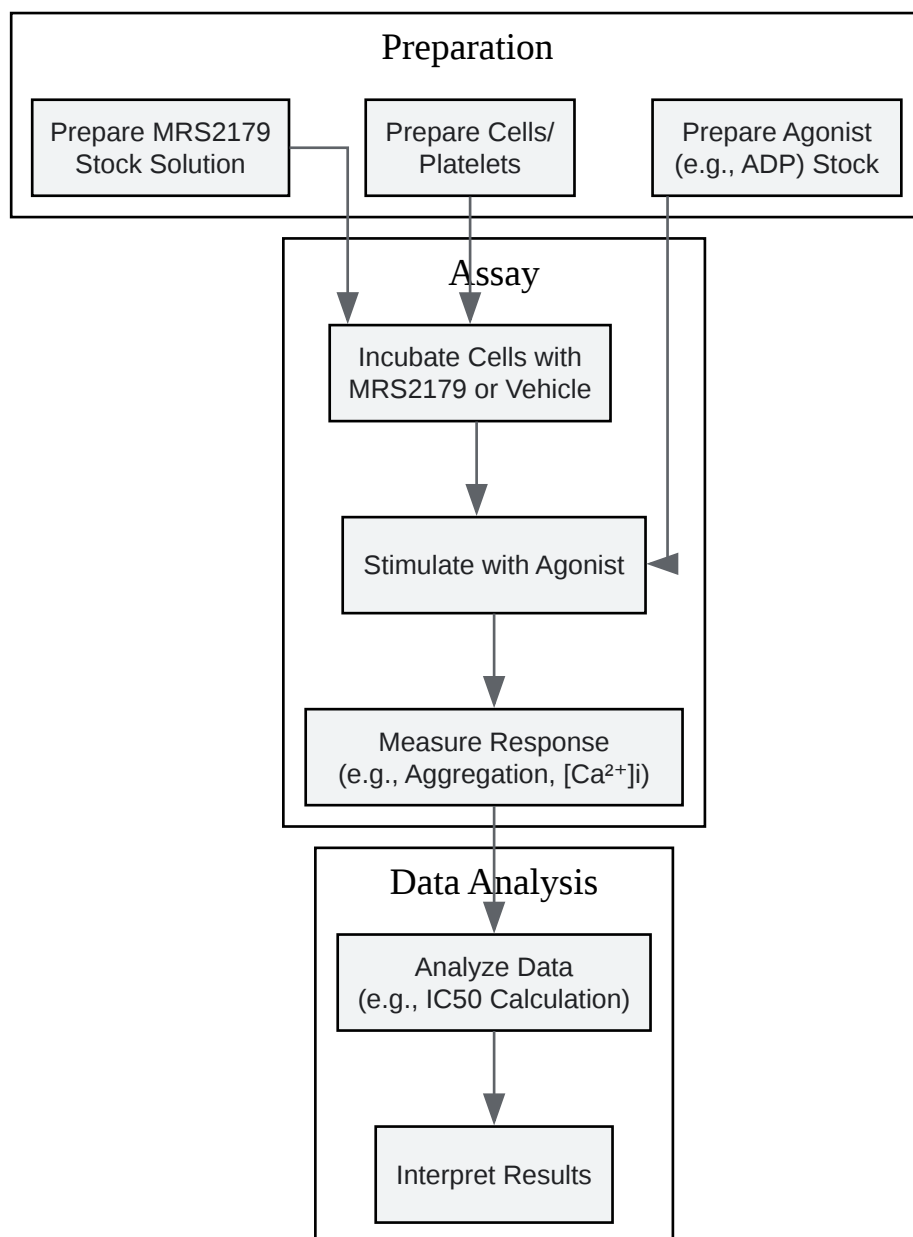 Preparation
Prepare MRS2179
Stock Solution
Prepare Cells/
Platelets
Prepare Agonist
(e.g., ADP) Stock
Assay
Incubate Cells with
MRS2179 or Vehicle
Stimulate with Agonist
Measure Response
(e.g., Aggregation, [Ca²⁺]i)
Data Analysis
Analyze Data
(e.g., IC50 Calculation)
Interpret Results